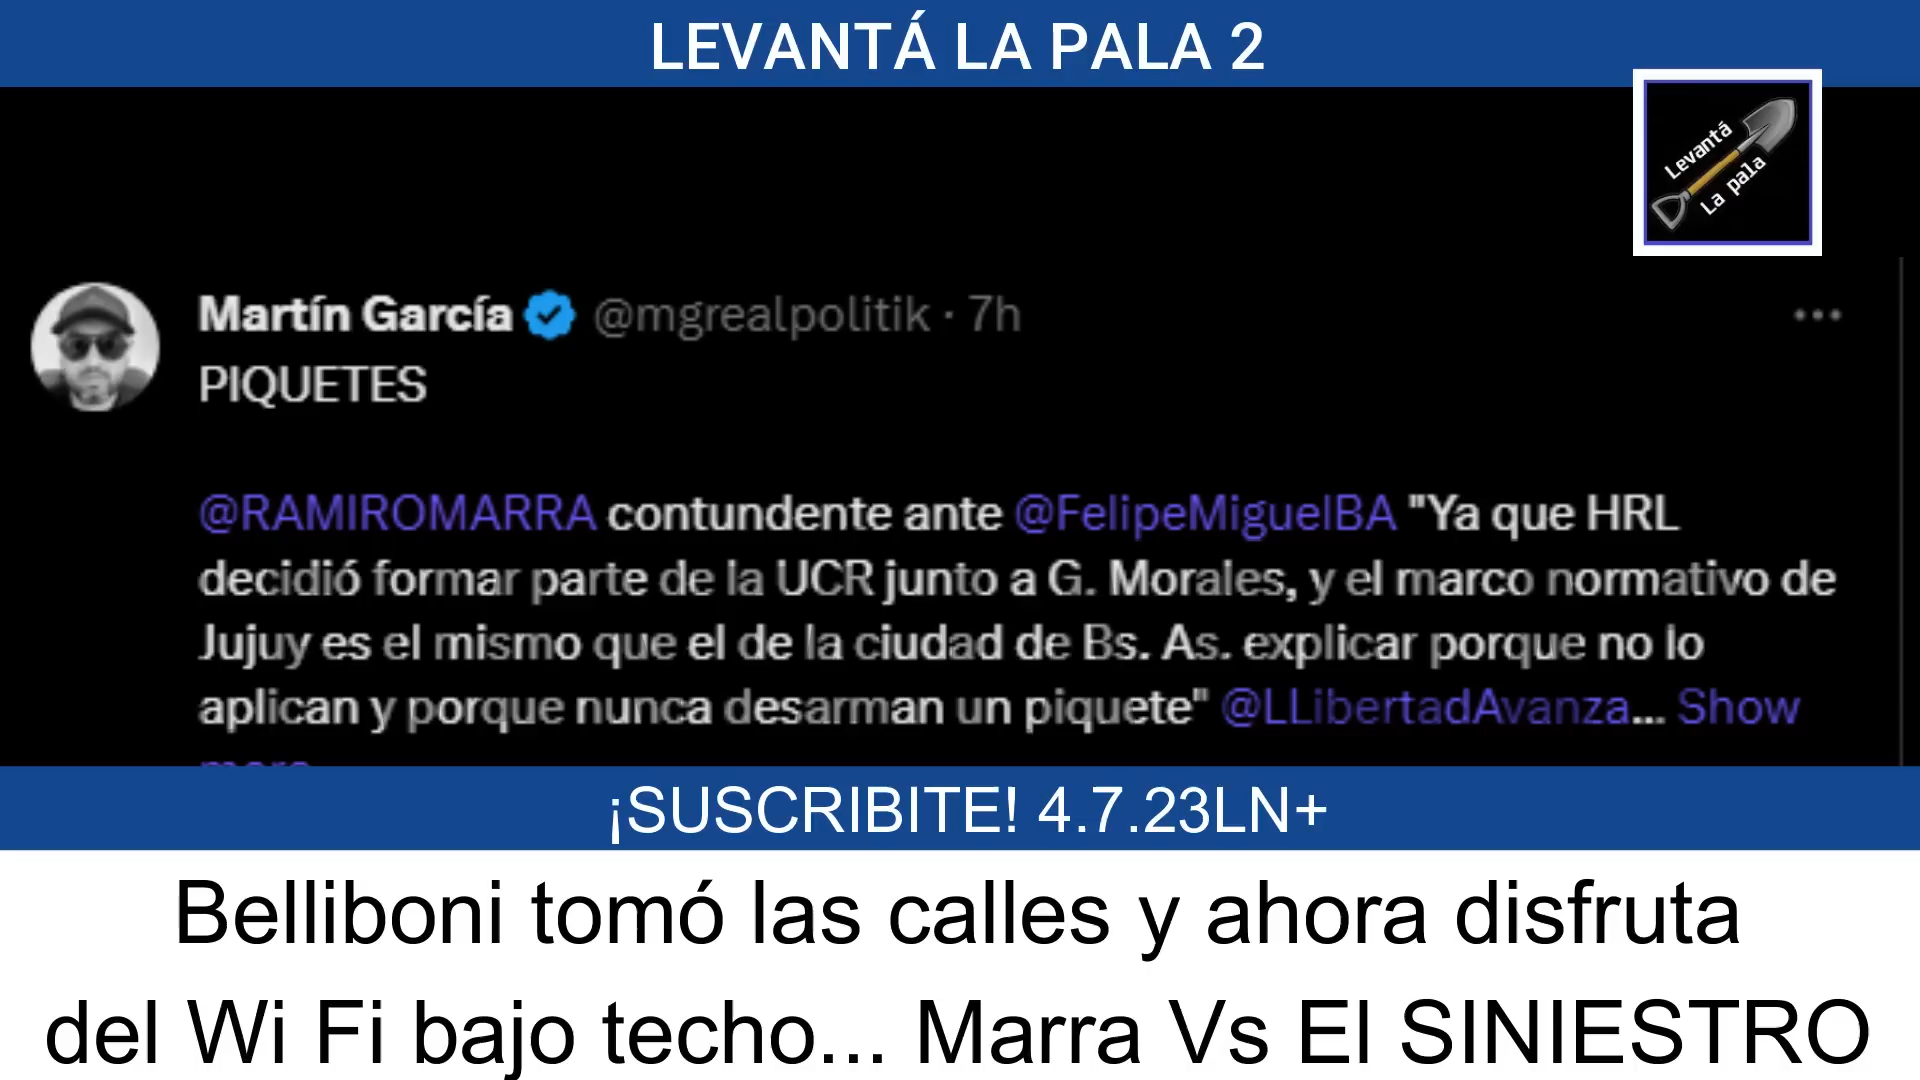 LEVANTÁ LA PALA 2
Levantá
La pala
Martín García @mgrealpolitik · 7h
PIQUETES
@RAMIROMARRA contundente ante @FelipeMiguelBA "Ya que HRL
decidió formar parte de la UCR junto a G. Morales, y el marco normativo de
Jujuy es el mismo que el de la ciudad de Bs. As. explicar porque no lo
aplican y porque nunca desarman un piquete" @LLibertadAvanza... Show
more
¡SUSCRIBITE! 4.7.23LN+
Belliboni tomó las calles y ahora disfruta
del Wi Fi bajo techo... Marra Vs El SINIESTRO